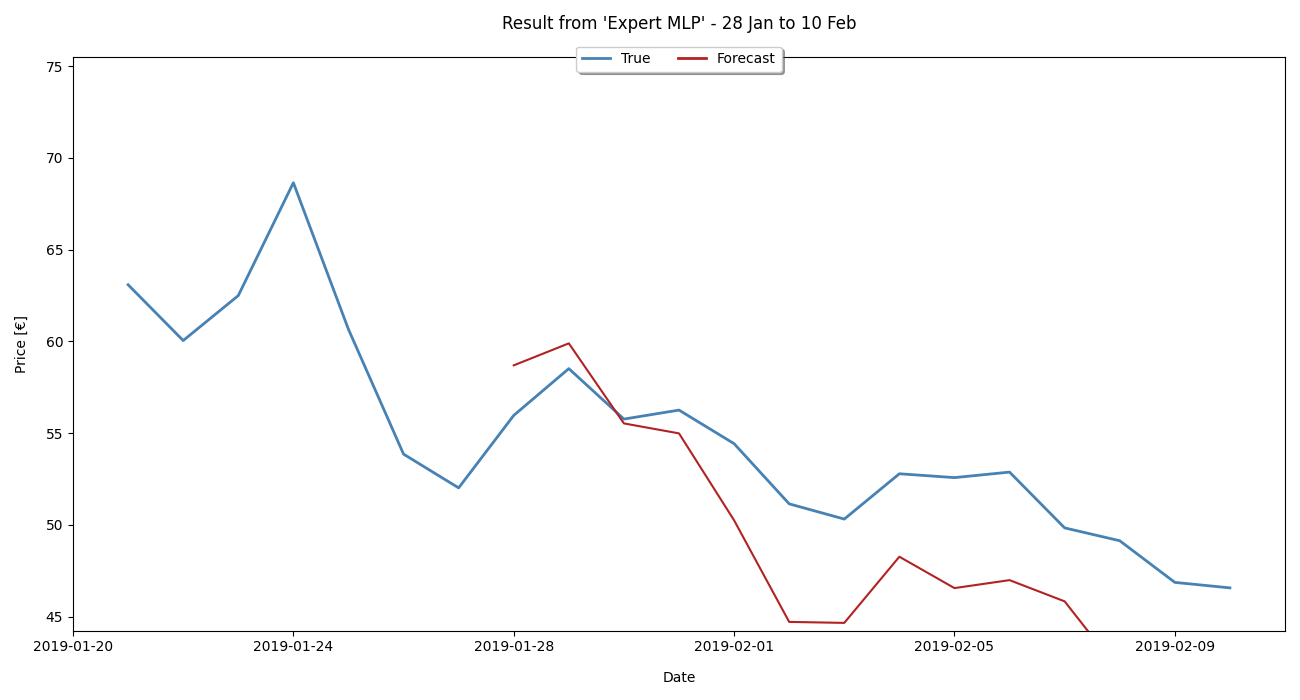 Result from 'Expert MLP' - 28 Jan to 10 Feb
True Forecast
75
70
65
60
55
50
45
Price [€]
2019-01-20 2019-01-24 2019-01-28 2019-02-01 2019-02-05 2019-02-09
Date